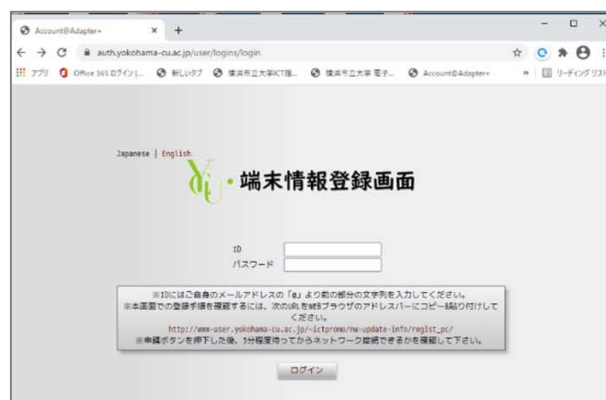 Account@Adapter+
auth.yokohama-cu.ac.jp/user/logins/login
アプリ Office 365 ログイン |... 新しいタブ 横浜市立大学ICT推... 横浜市立大学 電子... Account@Adapter+ » リーディングリスト
Japanese | English
YCU・端末情報登録画面
ID
パスワード
※IDにはご自身のメールアドレスの「@」より前の部分の文字列を入力してください。
※本画面での登録手順を確認するには、次のURLをWEBブラウザのアドレスバーにコピー&貼り付けして
ください。
http://www-user.yokohama-cu.ac.jp/~ictpromo/nw-update-info/regist_pc/
※申請ボタンを押下した後、5分程度待ってからネットワーク接続できるかを確認して下さい。
ログイン